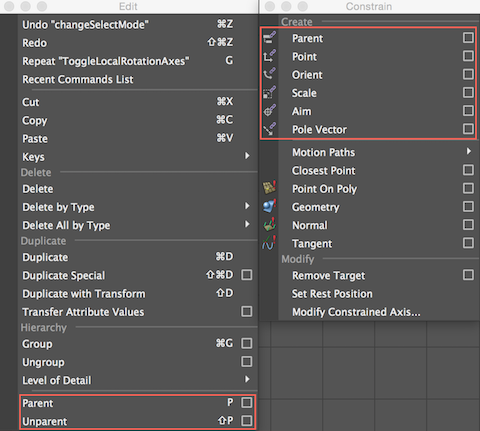 Edit
Undo "changeSelectMode" ⌘Z
Redo ⇧⌘Z
Repeat "ToggleLocalRotationAxes" G
Recent Commands List
Cut ⌘X
Copy ⌘C
Paste ⌘V
Keys
Delete
Delete
Delete by Type
Delete All by Type
Duplicate
Duplicate ⌘D
Duplicate Special ⇧⌘D
Duplicate with Transform ⇧D
Transfer Attribute Values
Hierarchy
Group ⌘G
Ungroup
Level of Detail
Parent P
Unparent ⇧P
Constrain
Create
Parent
Point
Orient
Scale
Aim
Pole Vector
Motion Paths
Closest Point
Point On Poly
Geometry
Normal
Tangent
Modify
Remove Target
Set Rest Position
Modify Constrained Axis...